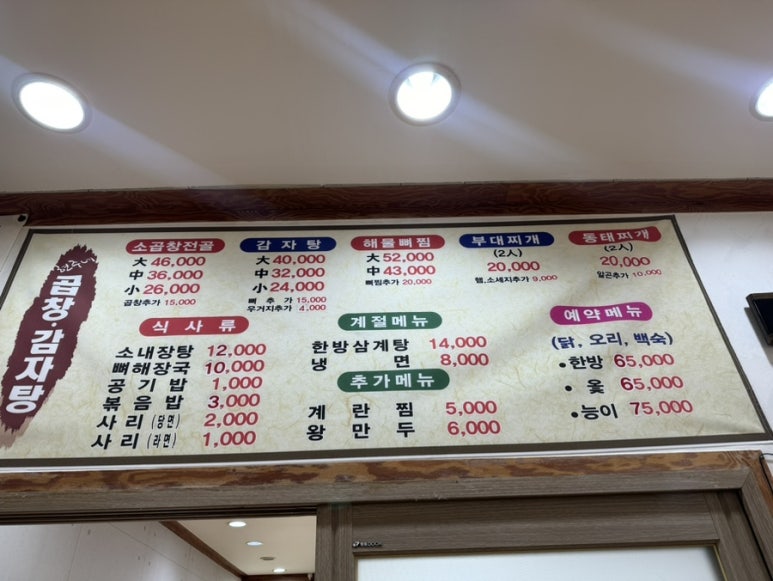 곱창·감자탕
소곱창전골
大 46,000
中 36,000
小 26,000
곱창추가 15,000
감자탕
大 40,000
中 32,000
小 24,000
뼈추가 15,000
우거지추가 4,000
해물뼈찜
大 52,000
中 43,000
뼈찜추가 20,000
부대찌개
(2人)
20,000
햄,소세지추가 9,000
동태찌개
(2人)
20,000
알곤추가 10,000
식사류
소내장탕 12,000
뼈해장국 10,000
공기밥 1,000
볶음밥 3,000
사리(당면) 2,000
사리(라면) 1,000
계절메뉴
한방삼계탕 14,000
냉면 8,000
추가메뉴
계란찜 5,000
왕만두 6,000
예약메뉴
(닭, 오리, 백숙)
•한방 65,000
•옻 65,000
•능이 75,000